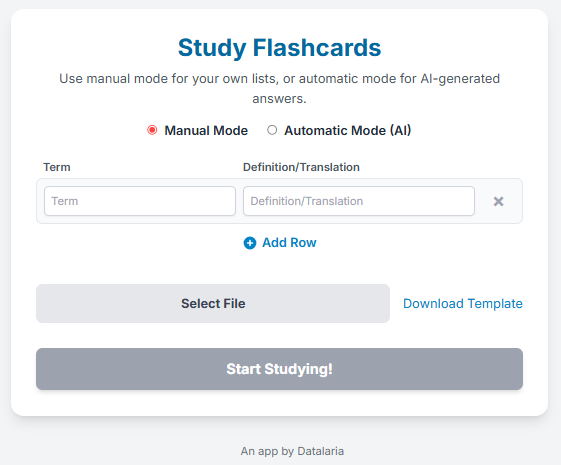 Study Flashcards
Use manual mode for your own lists, or automatic mode for AI-generated
answers.
Manual Mode Automatic Mode (AI)
Term Definition/Translation
Term Definition/Translation
Add Row
Select File Download Template
Start Studying!
An app by Datalaria